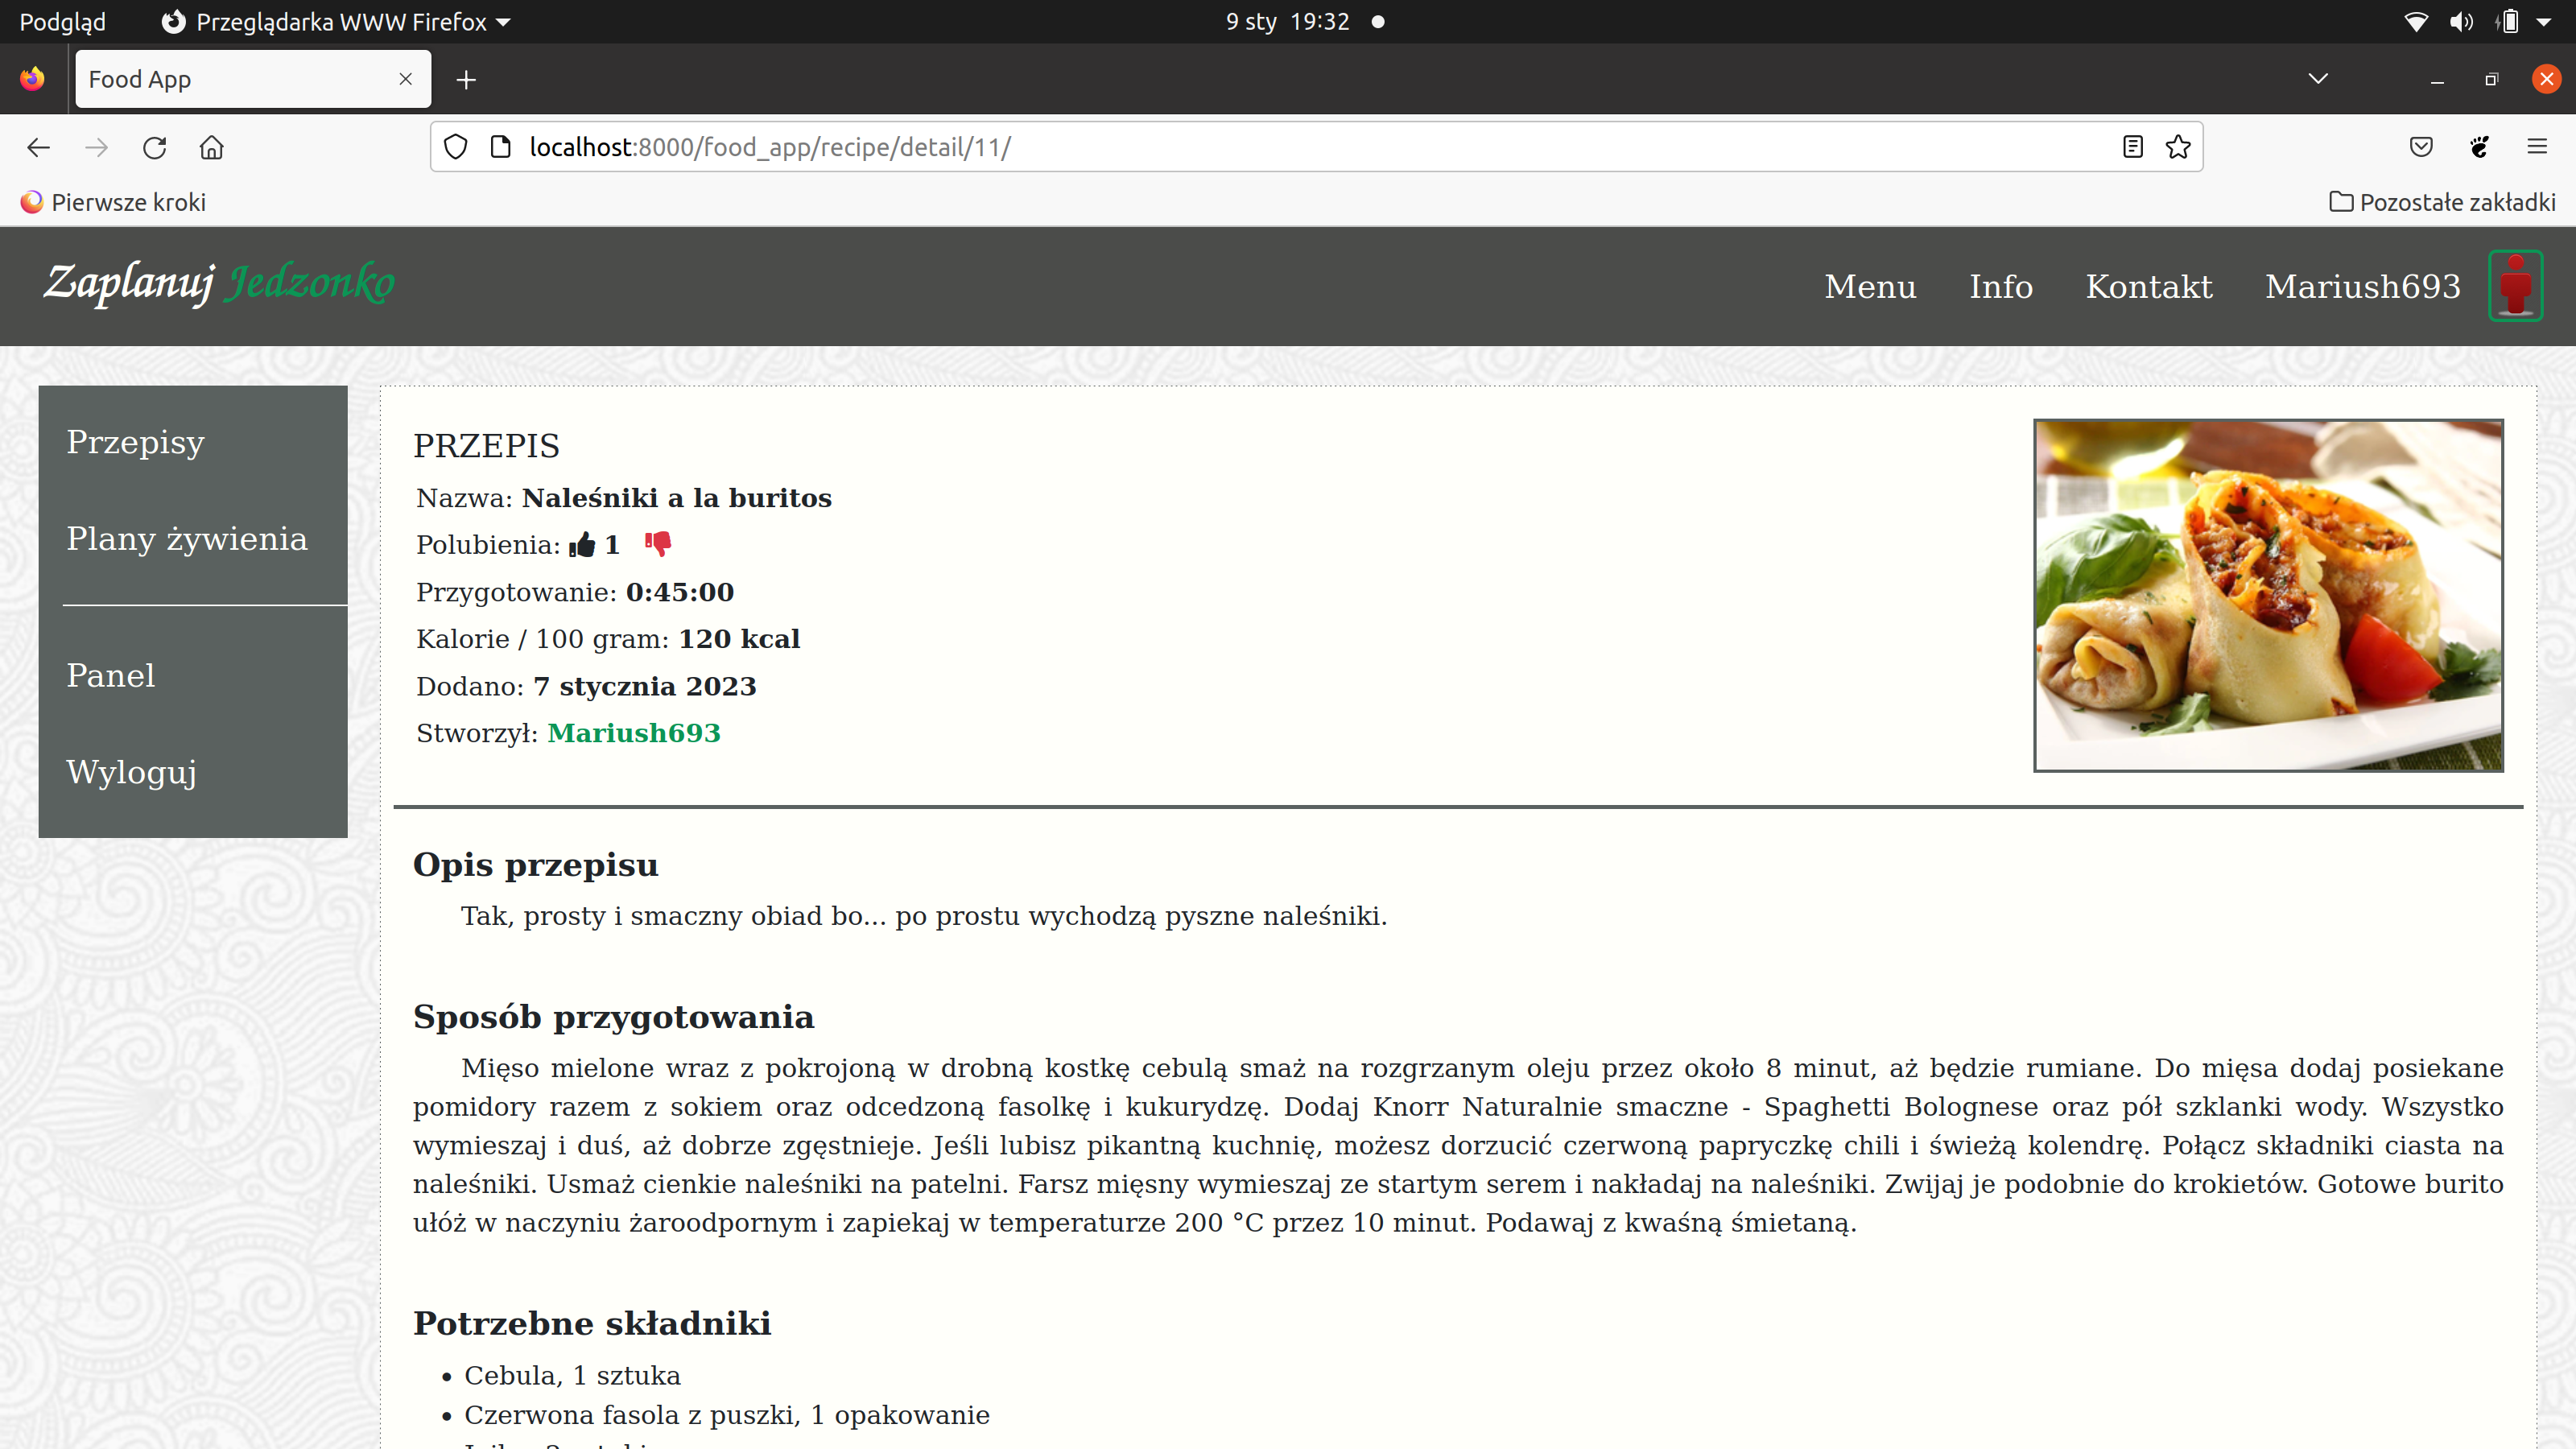 Podgląd
Przeglądarka WWW Firefox
9 sty 19:32
Food App
localhost:8000/food_app/recipe/detail/11/
Pierwsze kroki
Pozostałe zakładki
Zaplanuj Jedzonko
Menu
Info
Kontakt
Mariush693
Przepisy
Plany żywienia
Panel
Wyloguj
PRZEPIS
Nazwa: Naleśniki a la buritos
Polubienia: 1
Przygotowanie: 0:45:00
Kalorie / 100 gram: 120 kcal
Dodano: 7 stycznia 2023
Stworzył: Mariush693
Opis przepisu
Tak, prosty i smaczny obiad bo... po prostu wychodzą pyszne naleśniki.
Sposób przygotowania
Mięso mielone wraz z pokrojoną w drobną kostkę cebulą smaż na rozgrzanym oleju przez około 8 minut, aż będzie rumiane. Do mięsa dodaj posiekane
pomidory razem z sokiem oraz odcedzoną fasolkę i kukurydzę. Dodaj Knorr Naturalnie smaczne - Spaghetti Bolognese oraz pół szklanki wody. Wszystko
wymieszaj i duś, aż dobrze zgęstnieje. Jeśli lubisz pikantną kuchnię, możesz dorzucić czerwoną papryczkę chili i świeżą kolendrę. Połącz składniki ciasta na
naleśniki. Usmaż cienkie naleśniki na patelni. Farsz mięsny wymieszaj ze startym serem i nakładaj na naleśniki. Zwijaj je podobnie do krokietów. Gotowe burito
ułóż w naczyniu żaroodpornym i zapiekaj w temperaturze 200 °C przez 10 minut. Podawaj z kwaśną śmietaną.
Potrzebne składniki
• Cebula, 1 sztuka
• Czerwona fasola z puszki, 1 opakowanie